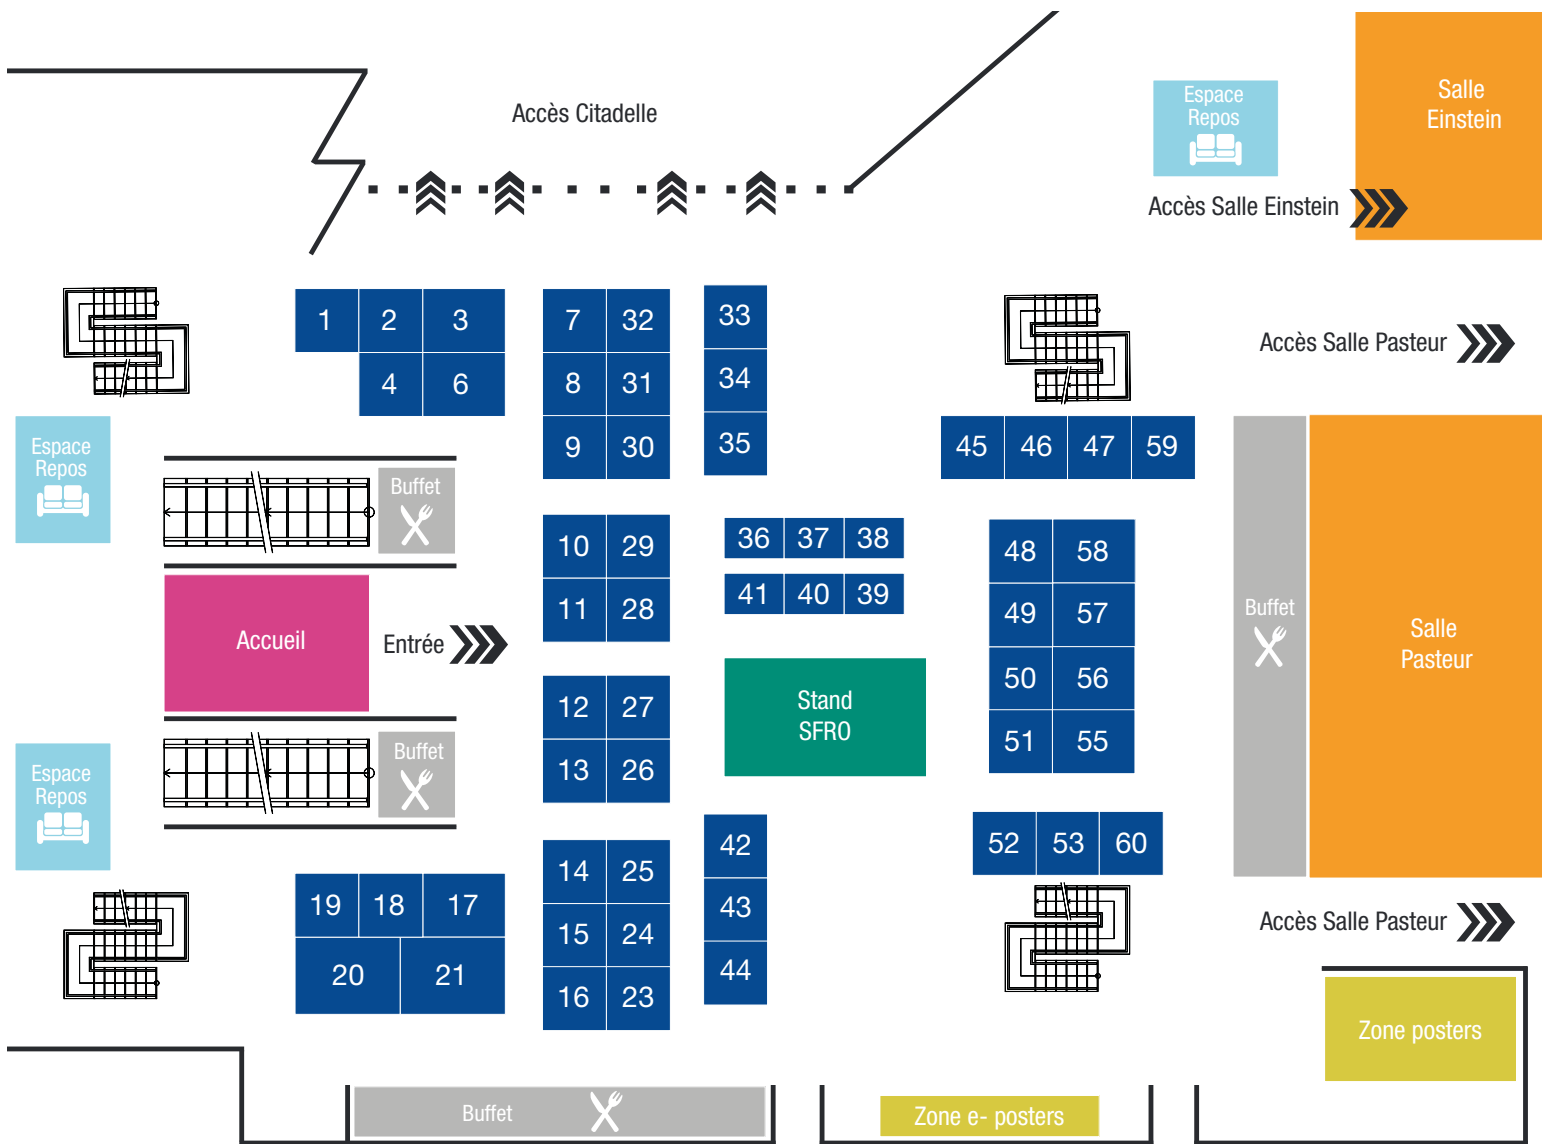 Accès Citadelle
Espace
Repos
Salle
Einstein
Accès Salle Einstein
1 2 3
4 6
7 32
8 31
9 30
33
34
35
Accès Salle Pasteur
45 46 47 59
Espace
Repos
Buffet
10 29
11 28
36 37 38
41 40 39
48 58
49 57
50 56
51 55
Buffet
Salle
Pasteur
Accueil
Entrée
12 27
13 26
Stand
SFRO
Espace
Repos
Buffet
14 25
15 24
16 23
42
43
44
52 53 60
19 18 17
20 21
Accès Salle Pasteur
Zone posters
Buffet
Zone e- posters